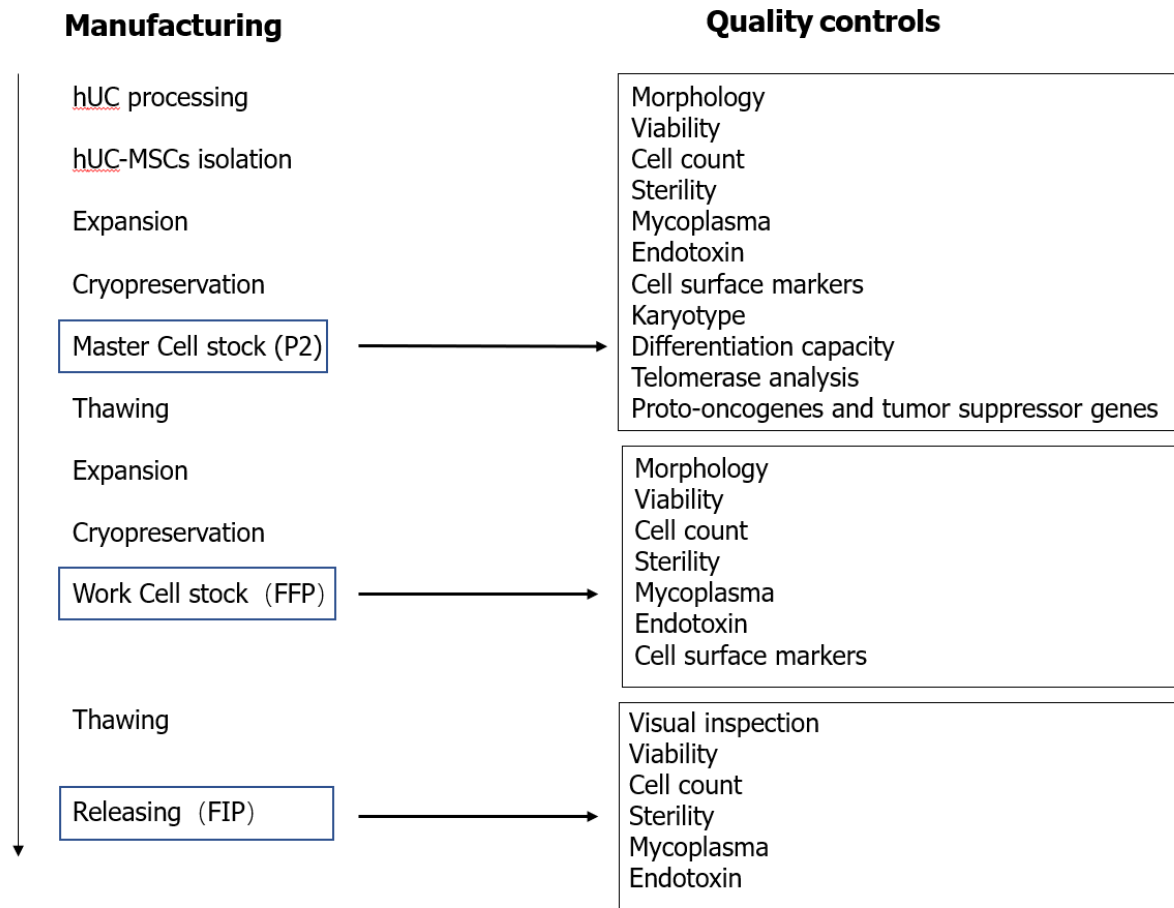 Manufacturing
hUC processing
hUC-MSCs isolation
Expansion
Cryopreservation
Master Cell stock (P2)
Thawing
Expansion
Cryopreservation
Work Cell stock（FFP）
Thawing
Releasing（FIP）
Quality controls
Morphology
Viability
Cell count
Sterility
Mycoplasma
Endotoxin
Cell surface markers
Karyotype
Differentiation capacity
Telomerase analysis
Proto-oncogenes and tumor suppressor genes
Morphology
Viability
Cell count
Sterility
Mycoplasma
Endotoxin
Cell surface markers
Visual inspection
Viability
Cell count
Sterility
Mycoplasma
Endotoxin